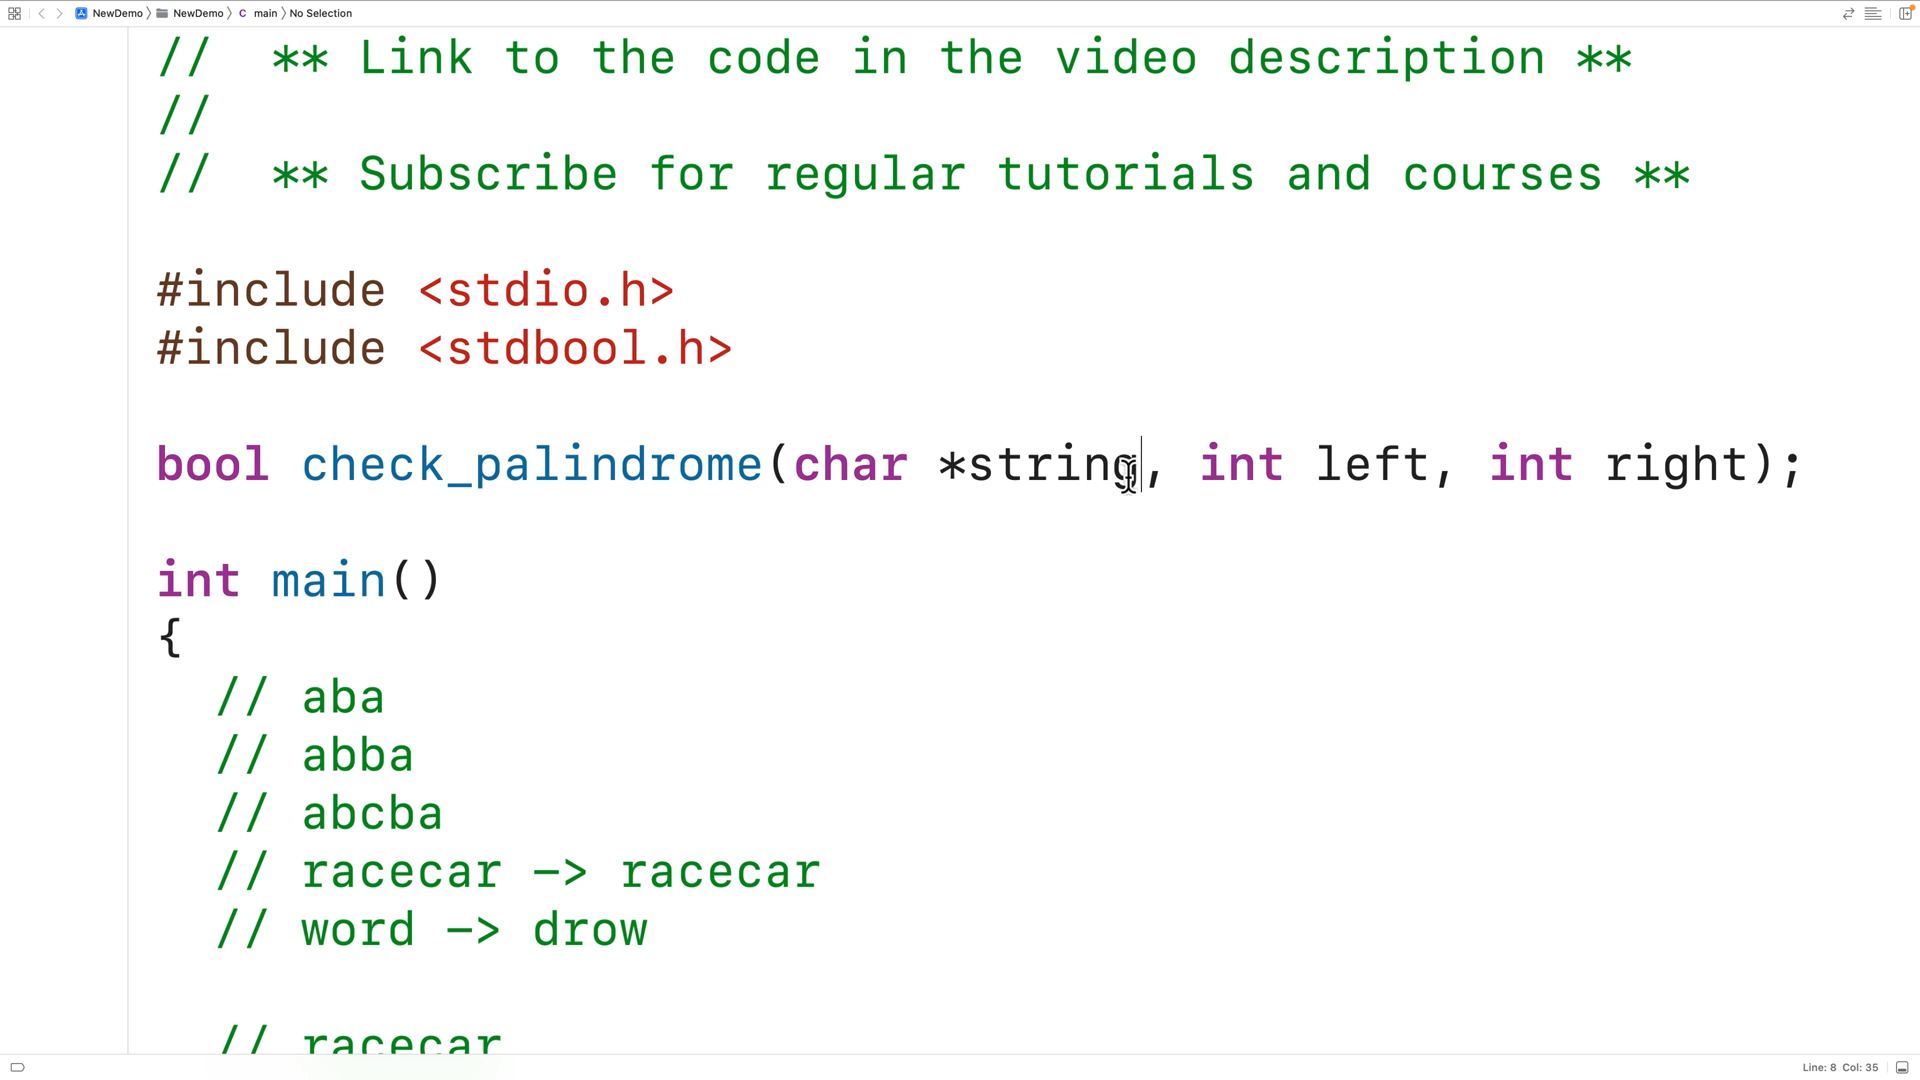 NewDemo NewDemo C main No Selection
// ** Link to the code in the video description **
//
// ** Subscribe for regular tutorials and courses **
#include <stdio.h>
#include <stdbool.h>
bool check_palindrome(char *string, int left, int right);
int main()
{
// aba
// abba
// abcba
// racecar -> racecar
// word -> drow
// racecar
Line: 8 Col: 35